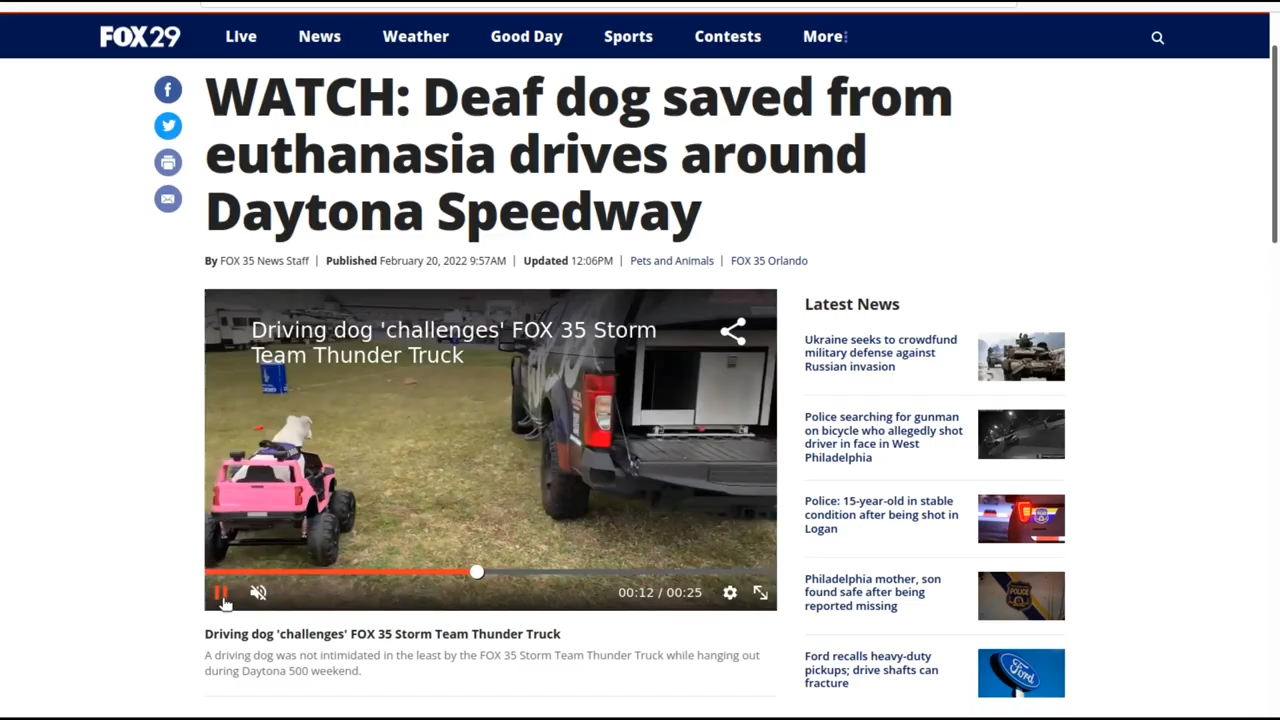 FOX29
Live
News
Weather
Good Day
Sports
Contests
More
WATCH: Deaf dog saved from
euthanasia drives around
Daytona Speedway
By FOX 35 News Staff | Published February 20, 2022 9:57AM | Updated 12:06PM | Pets and Animals | FOX 35 Orlando
Driving dog 'challenges' FOX 35 Storm
Team Thunder Truck
00:12 / 00:25
Driving dog 'challenges' FOX 35 Storm Team Thunder Truck
A driving dog was not intimidated in the least by the FOX 35 Storm Team Thunder Truck while hanging out
during Daytona 500 weekend.
Latest News
Ukraine seeks to crowdfund
military defense against
Russian invasion
Police searching for gunman
on bicycle who allegedly shot
driver in face in West
Philadelphia
Police: 15-year-old in stable
condition after being shot in
Logan
Philadelphia mother, son
found safe after being
reported missing
POLICE
Ford recalls heavy-duty
pickups; drive shafts can
fracture
Ford